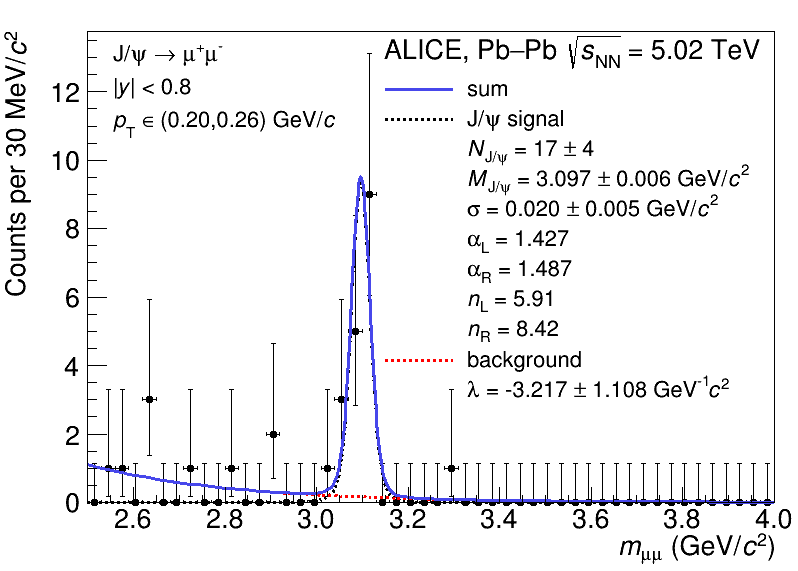 J/ψ → μ⁺μ⁻
|y| < 0.8
p_T ∈ (0.20,0.26) GeV/c
ALICE, Pb–Pb √s_NN = 5.02 TeV
sum
J/ψ signal
N_J/ψ = 17 ± 4
M_J/ψ = 3.097 ± 0.006 GeV/c²
σ = 0.020 ± 0.005 GeV/c²
α_L = 1.427
α_R = 1.487
n_L = 5.91
n_R = 8.42
background
λ = -3.217 ± 1.108 GeV⁻¹c²
Counts per 30 MeV/c²
12
10
8
6
4
2
0
2.6 2.8 3.0 3.2 3.4 3.6 3.8 4.0
m_μμ (GeV/c²)